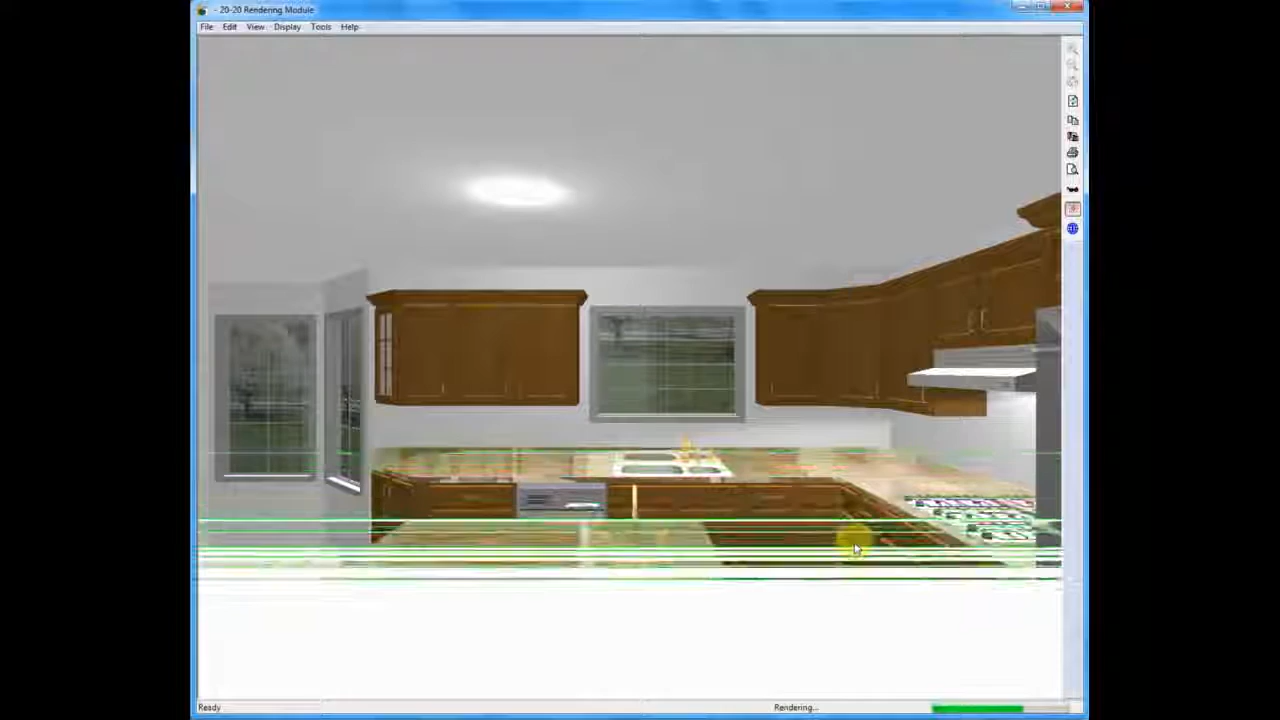 - 20-20 Rendering Module
File Edit View Display Tools Help
Ready Rendering...